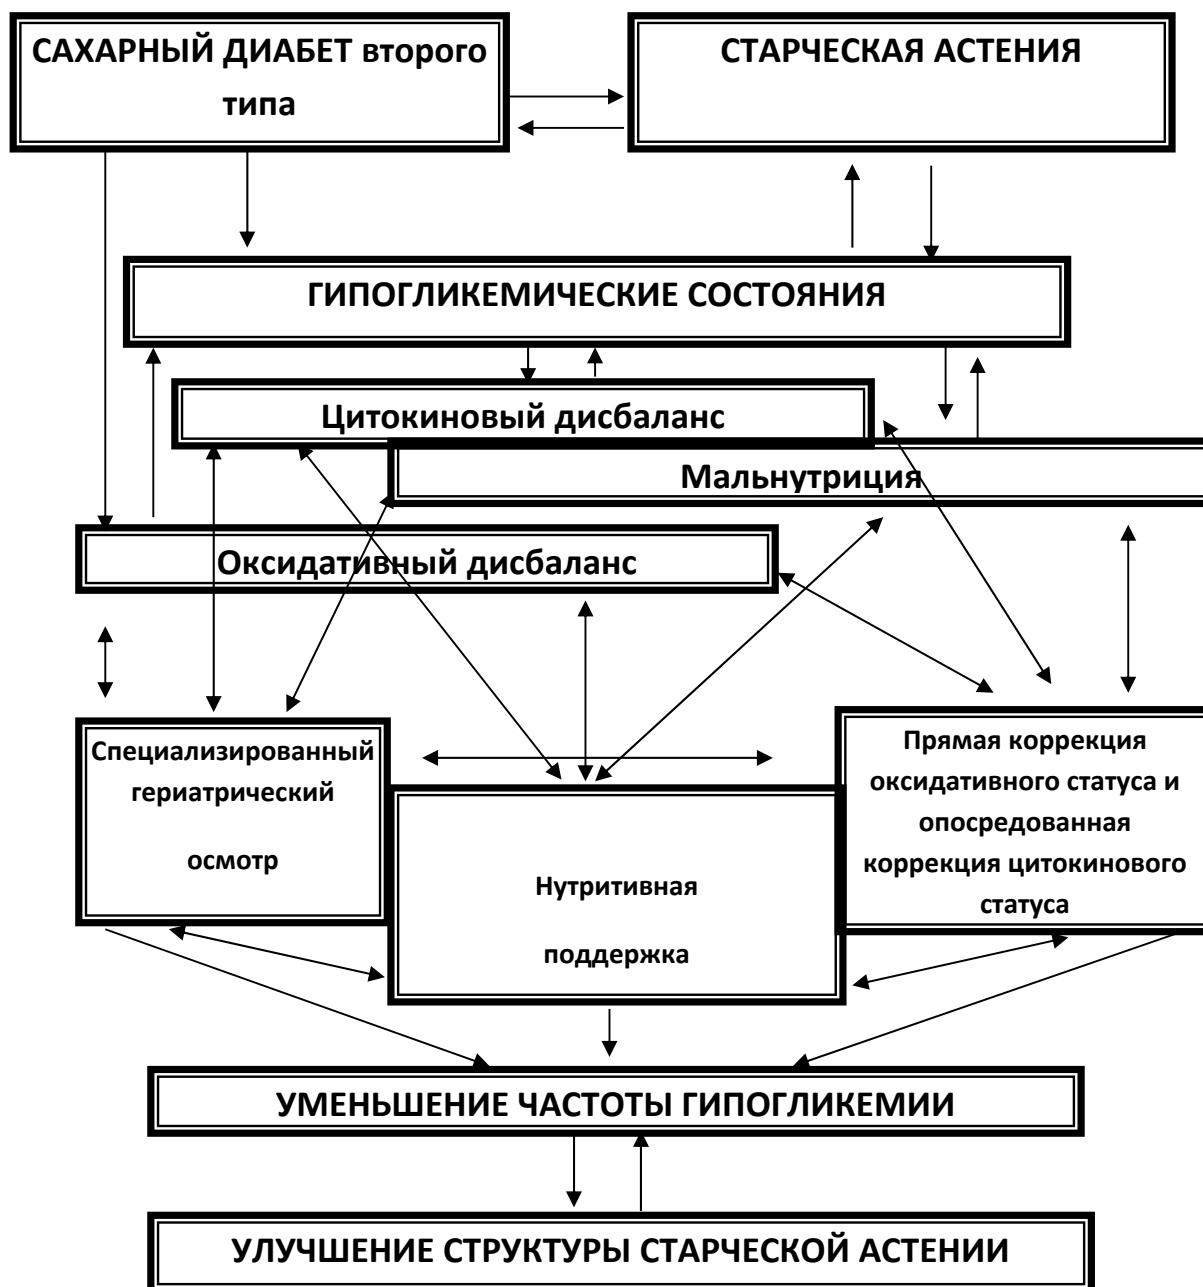 САХАРНЫЙ ДИАБЕТ второго
типа
СТАРЧЕСКАЯ АСТЕНИЯ
ГИПОГЛИКЕМИЧЕСКИЕ СОСТОЯНИЯ
Цитокиновый дисбаланс
Мальнутриция
Оксидативный дисбаланс
Специализированный
гериатрический
осмотр
Нутритивная
поддержка
Прямая коррекция
оксидативного статуса и
опосредованная
коррекция цитокинового
статуса
УМЕНЬШЕНИЕ ЧАСТОТЫ ГИПОГЛИКЕМИИ
УЛУЧШЕНИЕ СТРУКТУРЫ СТАРЧЕСКОЙ АСТЕНИИ